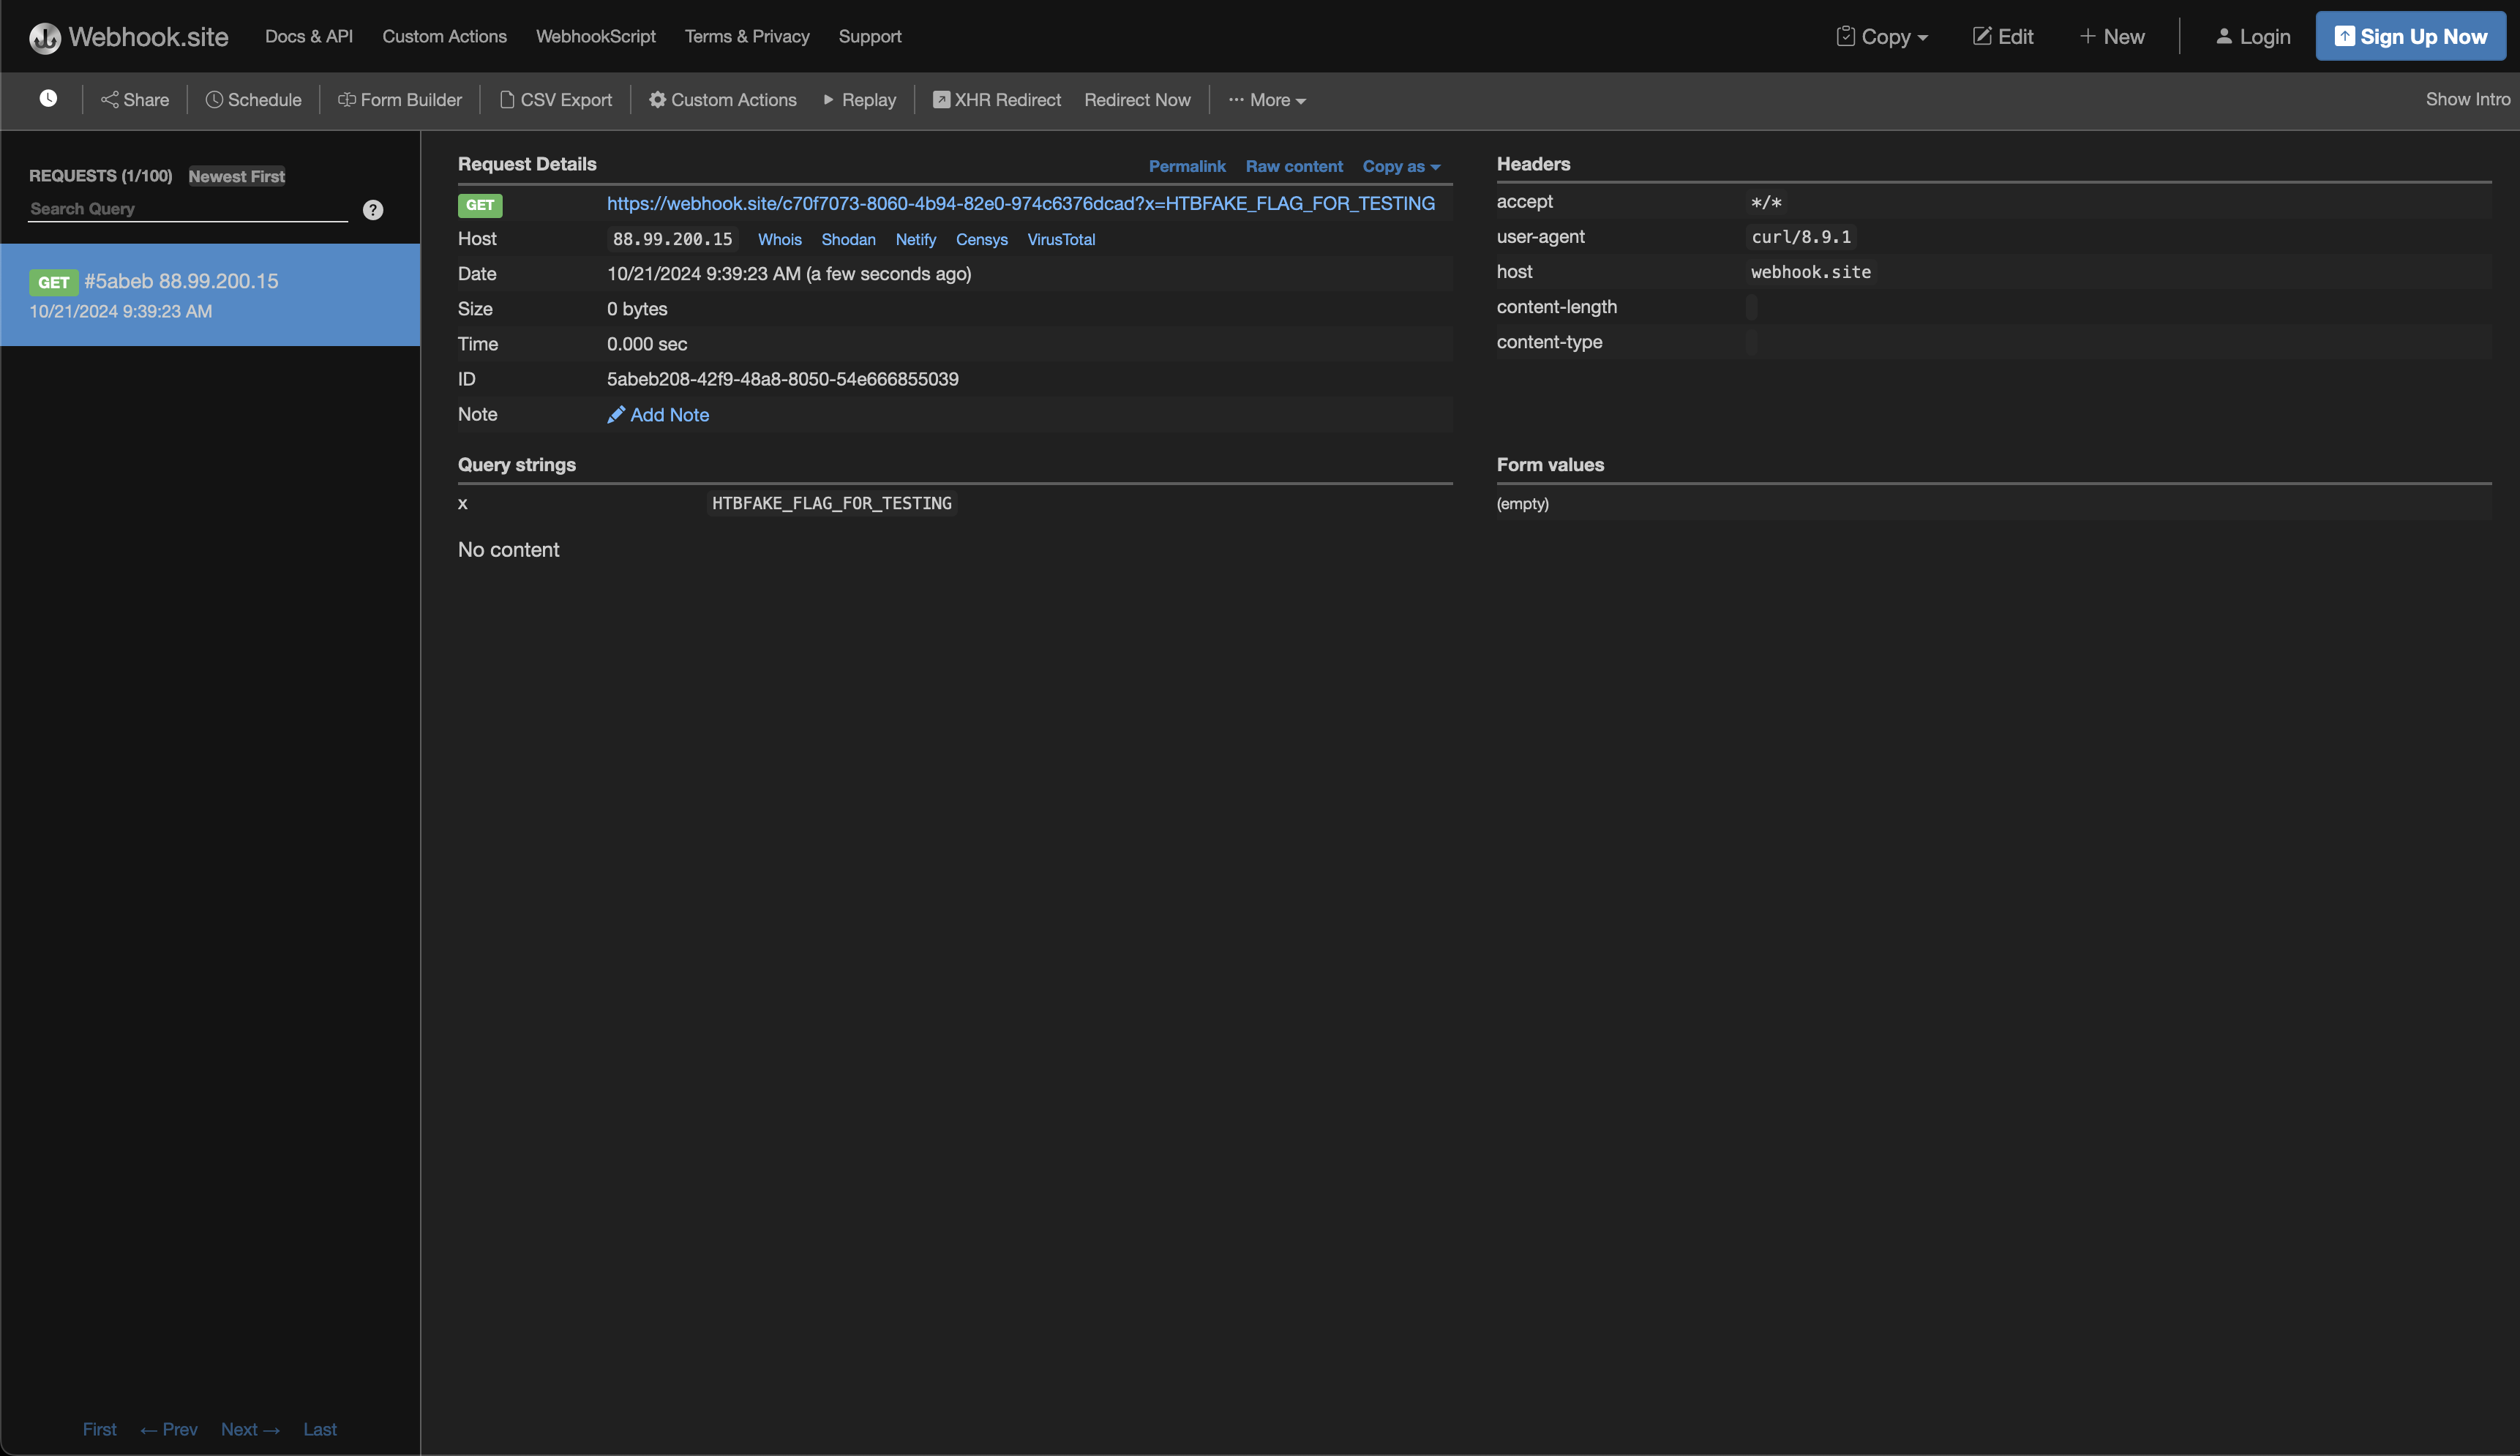 Webhook.site Docs & API Custom Actions WebhookScript Terms & Privacy Support Copy Edit + New Login Sign Up Now
Share Schedule Form Builder CSV Export Custom Actions Replay XHR Redirect Redirect Now ... More Show Intro
REQUESTS (1/100) Newest First
Search Query ?
GET #5abeb 88.99.200.15
10/21/2024 9:39:23 AM
First ← Prev Next → Last
Request Details Permalink Raw content Copy as
GET https://webhook.site/c70f7073-8060-4b94-82e0-974c6376dcad?x=HTBFAKE_FLAG_FOR_TESTING
Host 88.99.200.15 Whois Shodan Netify Censys VirusTotal
Date 10/21/2024 9:39:23 AM (a few seconds ago)
Size 0 bytes
Time 0.000 sec
ID 5abeb208-42f9-48a8-8050-54e666855039
Note Add Note
Query strings
x HTBFAKE_FLAG_FOR_TESTING
No content
Headers
accept */*
user-agent curl/8.9.1
host webhook.site
content-length
content-type
Form values
(empty)